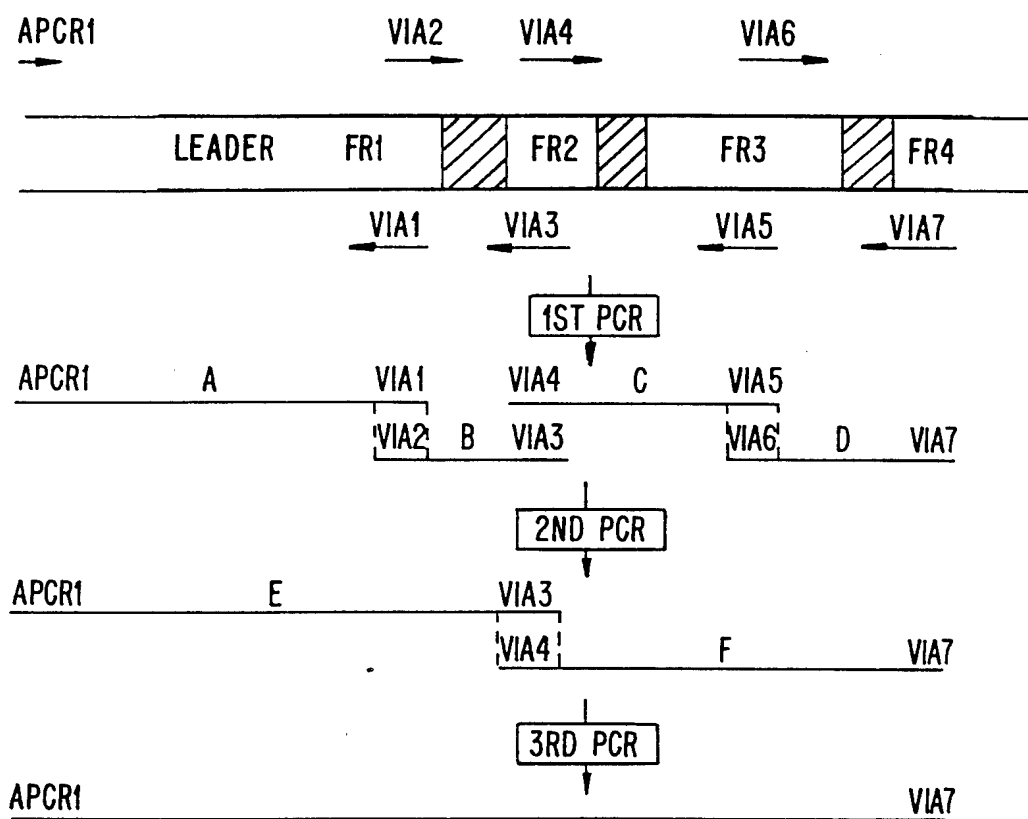 APCR1 VIA2 VIA4 VIA6
LEADER FR1 FR2 FR3 FR4
VIA1 VIA3 VIA5 VIA7
1ST PCR
APCR1 A VIA1 VIA4 C VIA5
VIA2 B VIA3 VIA6 D VIA7
2ND PCR
APCR1 E VIA3
VIA4 F VIA7
3RD PCR
APCR1 VIA7